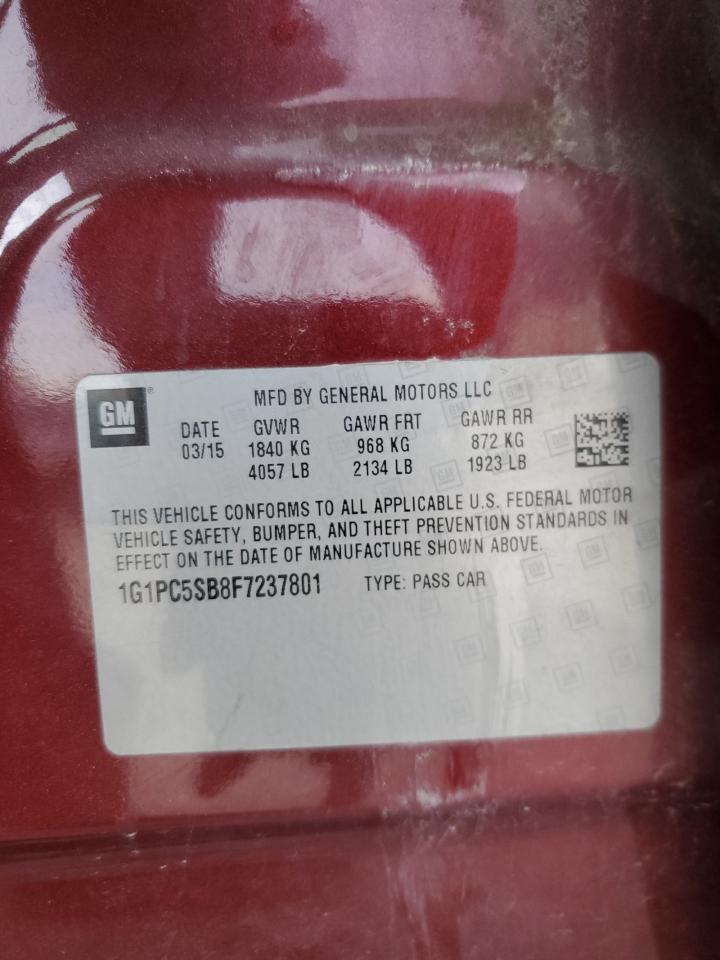 GM ®
MFD BY GENERAL MOTORS LLC
DATE GVWR GAWR FRT GAWR RR
03/15 1840 KG 968 KG 872 KG
4057 LB 2134 LB 1923 LB
THIS VEHICLE CONFORMS TO ALL APPLICABLE U.S. FEDERAL MOTOR
VEHICLE SAFETY, BUMPER, AND THEFT PREVENTION STANDARDS IN
EFFECT ON THE DATE OF MANUFACTURE SHOWN ABOVE.
1G1PC5SB8F7237801 TYPE: PASS CAR